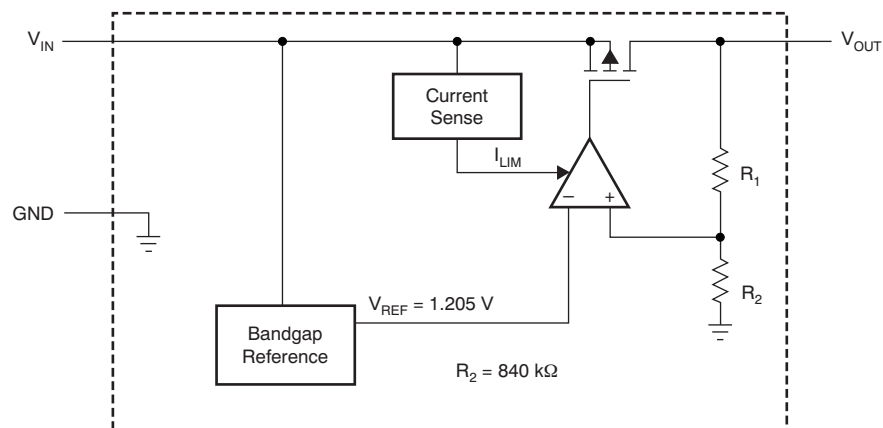 V_IN
V_OUT
Current
Sense
I_LIM
R_1
GND
− +
R_2
V_REF = 1.205 V
Bandgap
Reference
R_2 = 840 kΩ